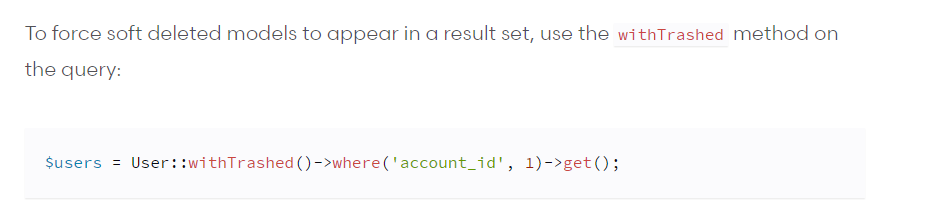 To force soft deleted models to appear in a result set, use the withTrashed method on
the query:
$users = User::withTrashed()->where('account_id', 1)->get();